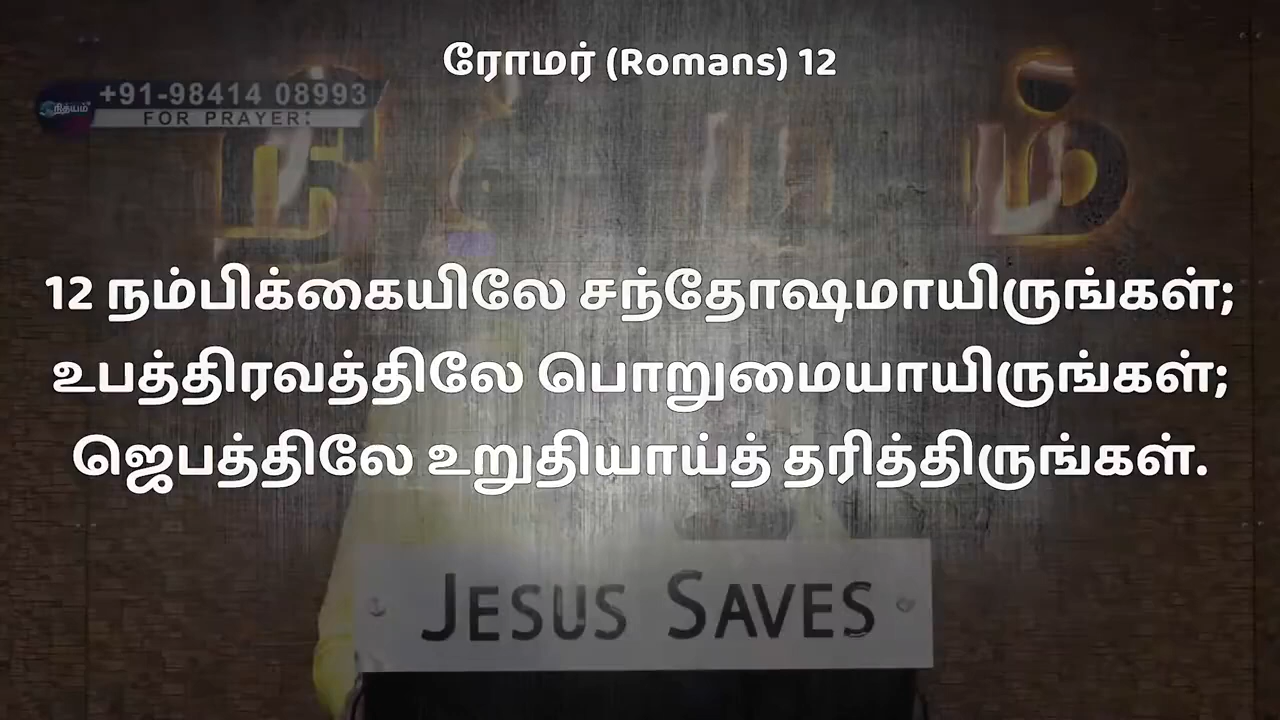 ரோமர் (Romans) 12
+91-98414 08993
நித்யம்
FOR PRAYER:
12 நம்பிக்கையிலே சந்தோஷமாயிருங்கள்;
உபத்திரவத்திலே பொறுமையாயிருங்கள்;
ஜெபத்திலே உறுதியாய்த் தரித்திருங்கள்.
JESUS SAVES